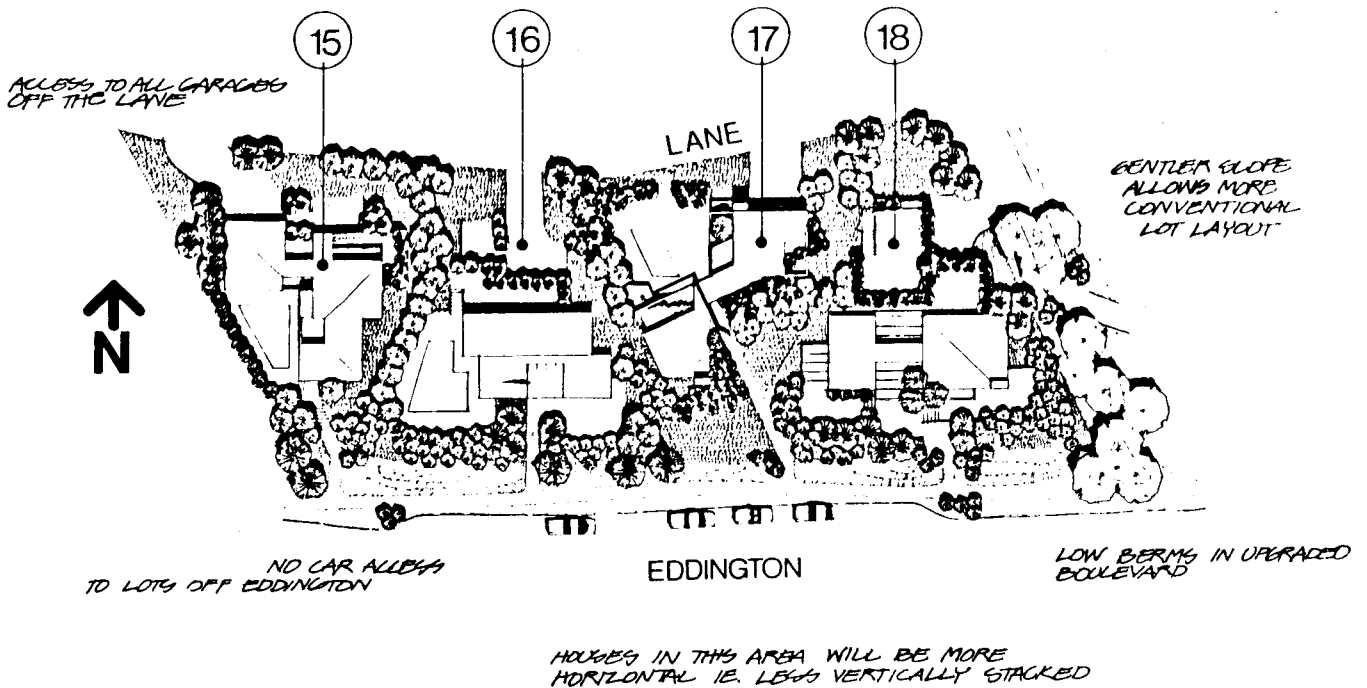 15
16
17
18
ACCESS TO ALL GARAGES
OFF THE LANE
LANE
GENTLER SLOPE
ALLOWS MORE
CONVENTIONAL
LOT LAYOUT
N
NO CAR ACCESS
TO LOTS OFF EDDINGTON
EDDINGTON
LOW BERMS IN UPGRADED
BOULEVARD
HOUSES IN THIS AREA WILL BE MORE
HORIZONTAL IE. LESS VERTICALLY STACKED